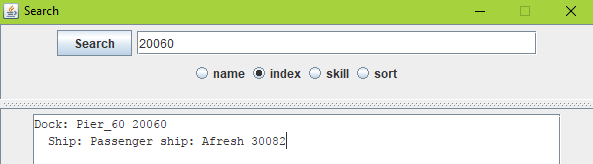 Search
Search 20060
name index skill sort
Dock: Pier_60 20060
Ship: Passenger ship: Afresh 30082